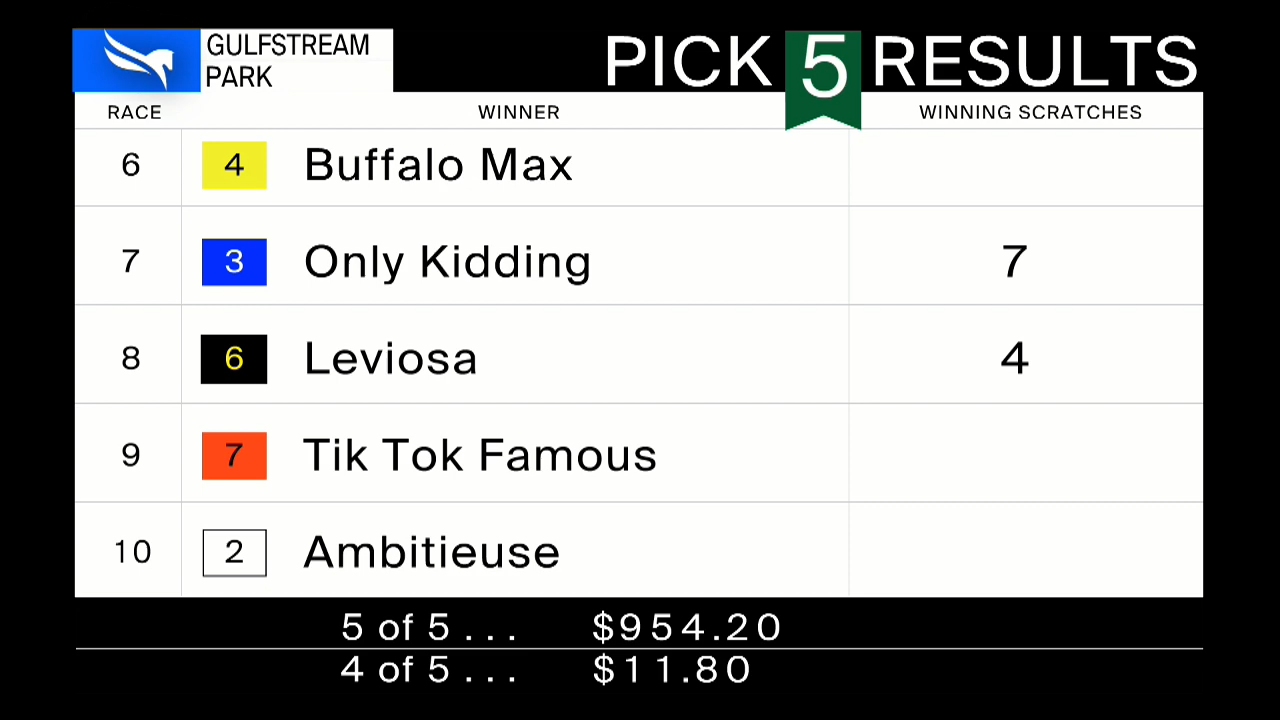 GULFSTREAM
PARK
PICK 5 RESULTS
RACE WINNER WINNING SCRATCHES
6 4 Buffalo Max
7 3 Only Kidding 7
8 6 Leviosa 4
9 7 Tik Tok Famous
10 2 Ambitieuse
5 of 5 . . . $954.20
4 of 5 . . . $11.80